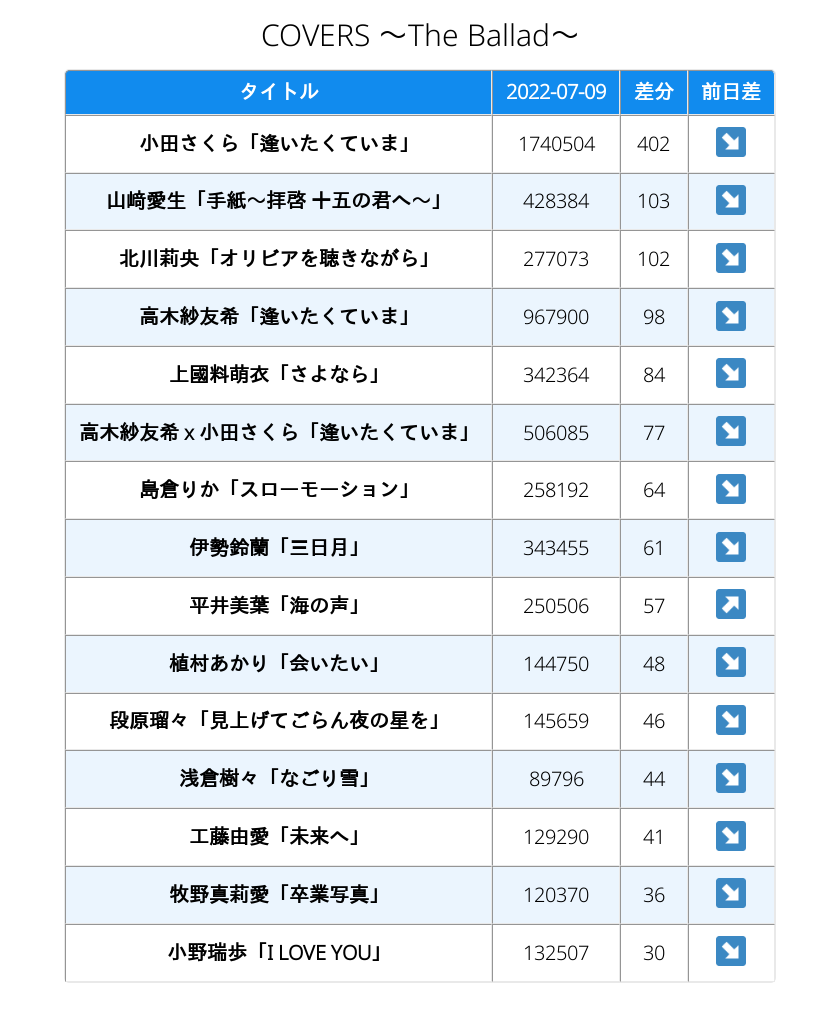 COVERS ～The Ballad～
タイトル 2022-07-09 差分 前日差
小田さくら「逢いたくていま」 1740504 402 ↘
山﨑愛生「手紙～拝啓 十五の君へ～」 428384 103 ↘
北川莉央「オリビアを聴きながら」 277073 102 ↘
高木紗友希「逢いたくていま」 967900 98 ↘
上國料萌衣「さよなら」 342364 84 ↘
高木紗友希 x 小田さくら「逢いたくていま」 506085 77 ↘
島倉りか「スローモーション」 258192 64 ↘
伊勢鈴蘭「三日月」 343455 61 ↘
平井美葉「海の声」 250506 57 ↗
植村あかり「会いたい」 144750 48 ↘
段原瑠々「見上げてごらん夜の星を」 145659 46 ↘
浅倉樹々「なごり雪」 89796 44 ↘
工藤由愛「未来へ」 129290 41 ↘
牧野真莉愛「卒業写真」 120370 36 ↘
小野瑞歩「I LOVE YOU」 132507 30 ↘